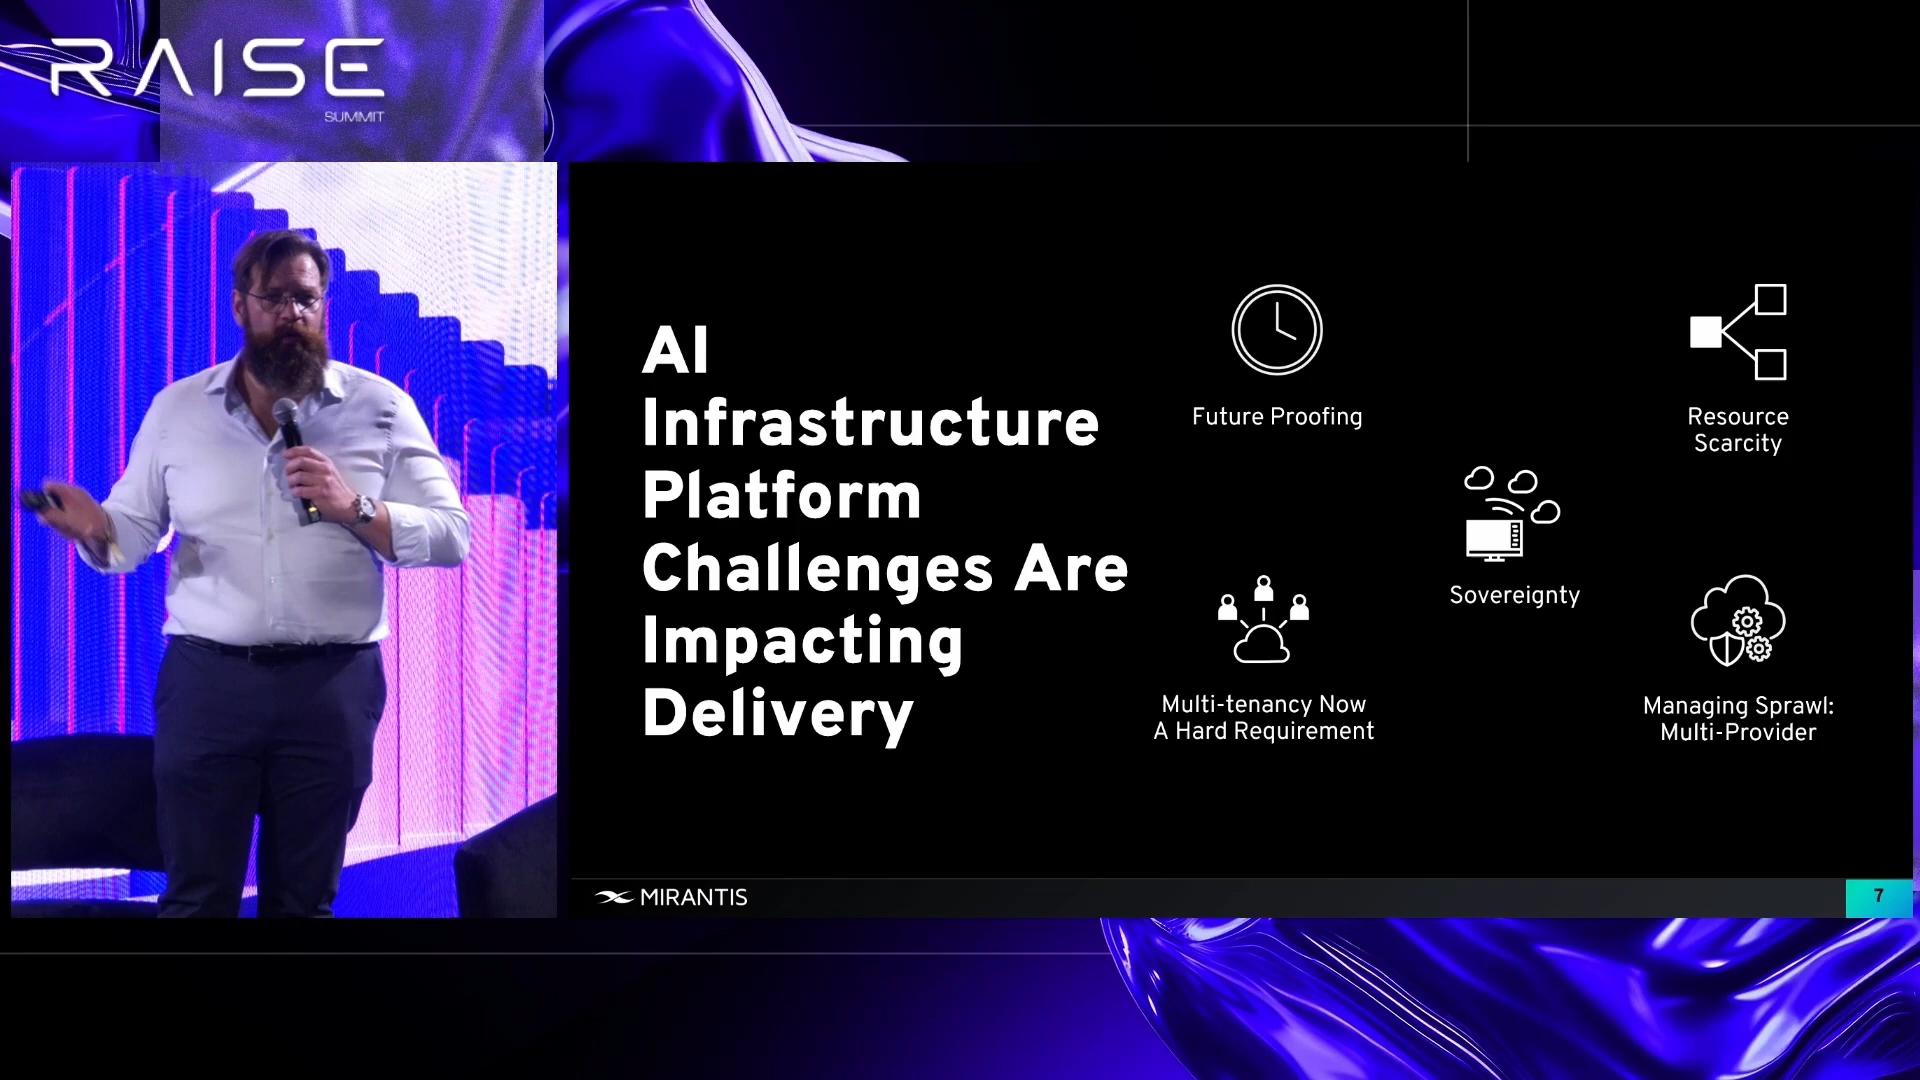 RAISE
SUMMIT
AI
Infrastructure
Platform
Challenges Are
Impacting
Delivery
Future Proofing
Resource
Scarcity
Sovereignty
Multi-tenancy Now
A Hard Requirement
Managing Sprawl:
Multi-Provider
MIRANTIS
7